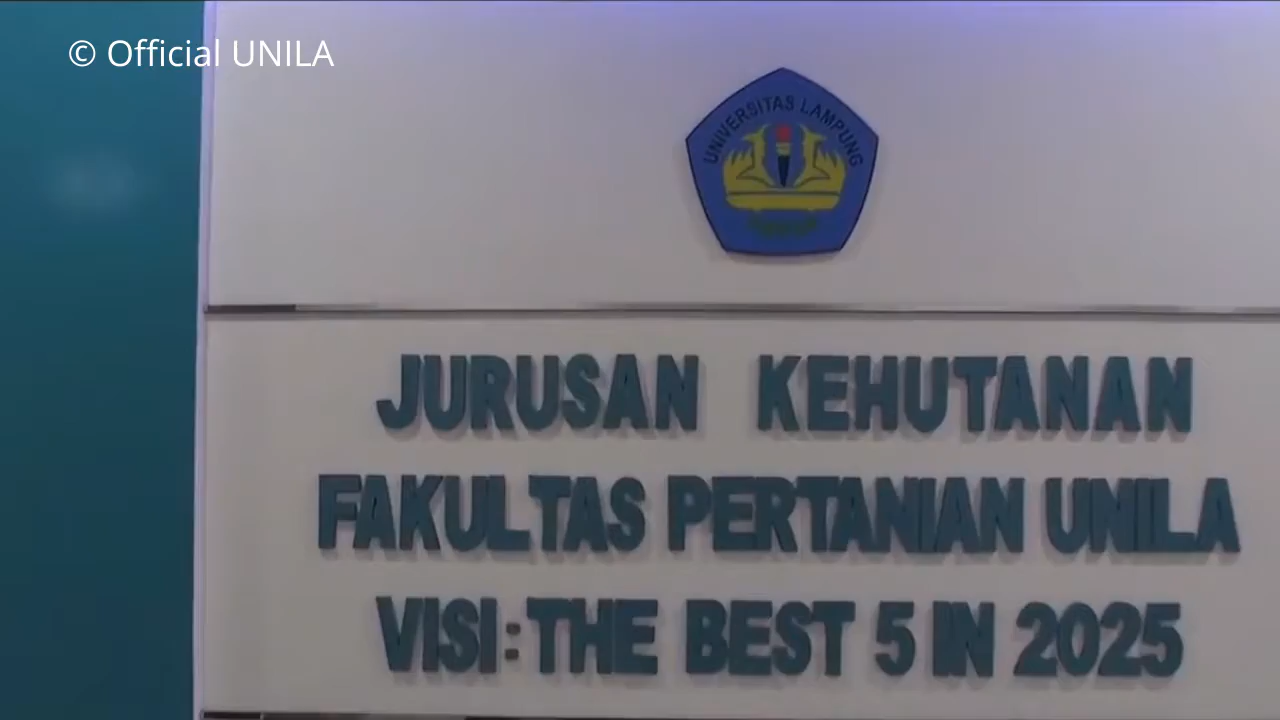 © Official UNILA
UNIVERSITAS LAMPUNG
JURUSAN KEHUTANAN
FAKULTAS PERTANIAN UNILA
VISI:THE BEST 5 IN 2025